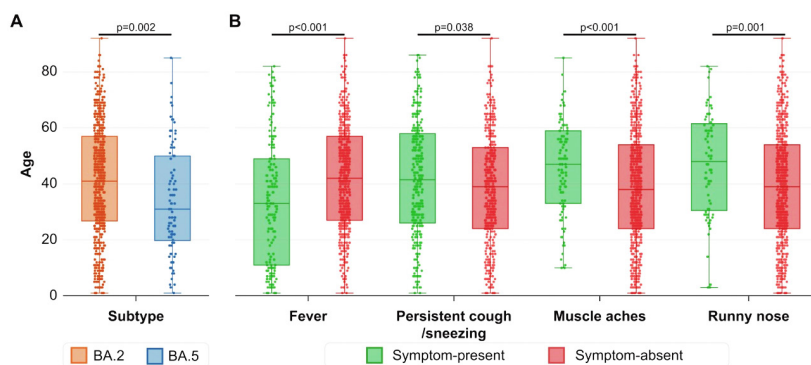 A
B
p=0.002
p<0.001
p=0.038
p<0.001
p=0.001
Age
80
60
40
20
0
Subtype
Fever
Persistent cough
/sneezing
Muscle aches
Runny nose
BA.2
BA.5
Symptom-present
Symptom-absent